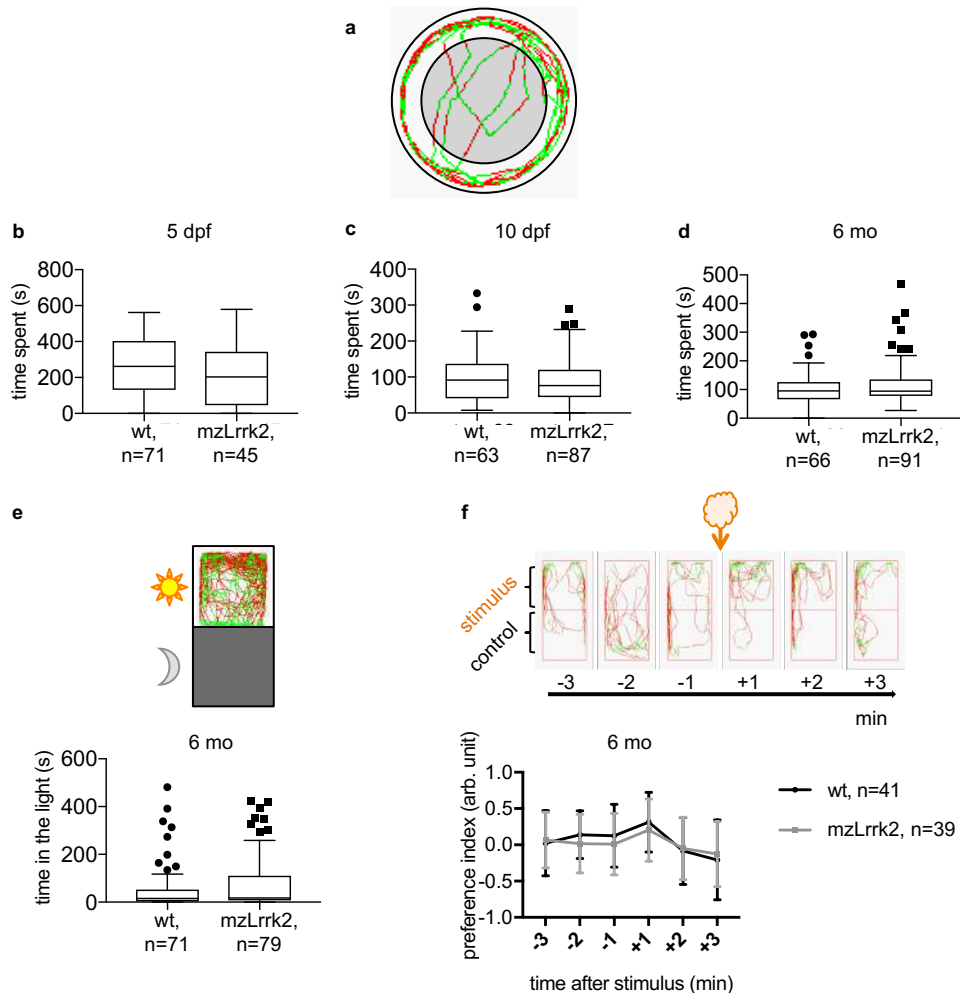 a
b
5 dpf
time spent (s)
800
600
400
200
0
wt,
n=71
mzLrrk2,
n=45
c
10 dpf
time spent (s)
400
300
200
100
0
wt,
n=63
mzLrrk2,
n=87
d
6 mo
time spent (s)
500
400
300
200
100
0
wt,
n=66
mzLrrk2,
n=91
e
6 mo
time in the light (s)
600
400
200
0
wt,
n=71
mzLrrk2,
n=79
f
stimulus
control
-3 -2 -1 +1 +2 +3
min
6 mo
preference index (arb. unit)
1.0
0.5
0.0
-0.5
-1.0
-3 -2 -1 +1 +2 +3
time after stimulus (min)
wt, n=41
mzLrrk2, n=39